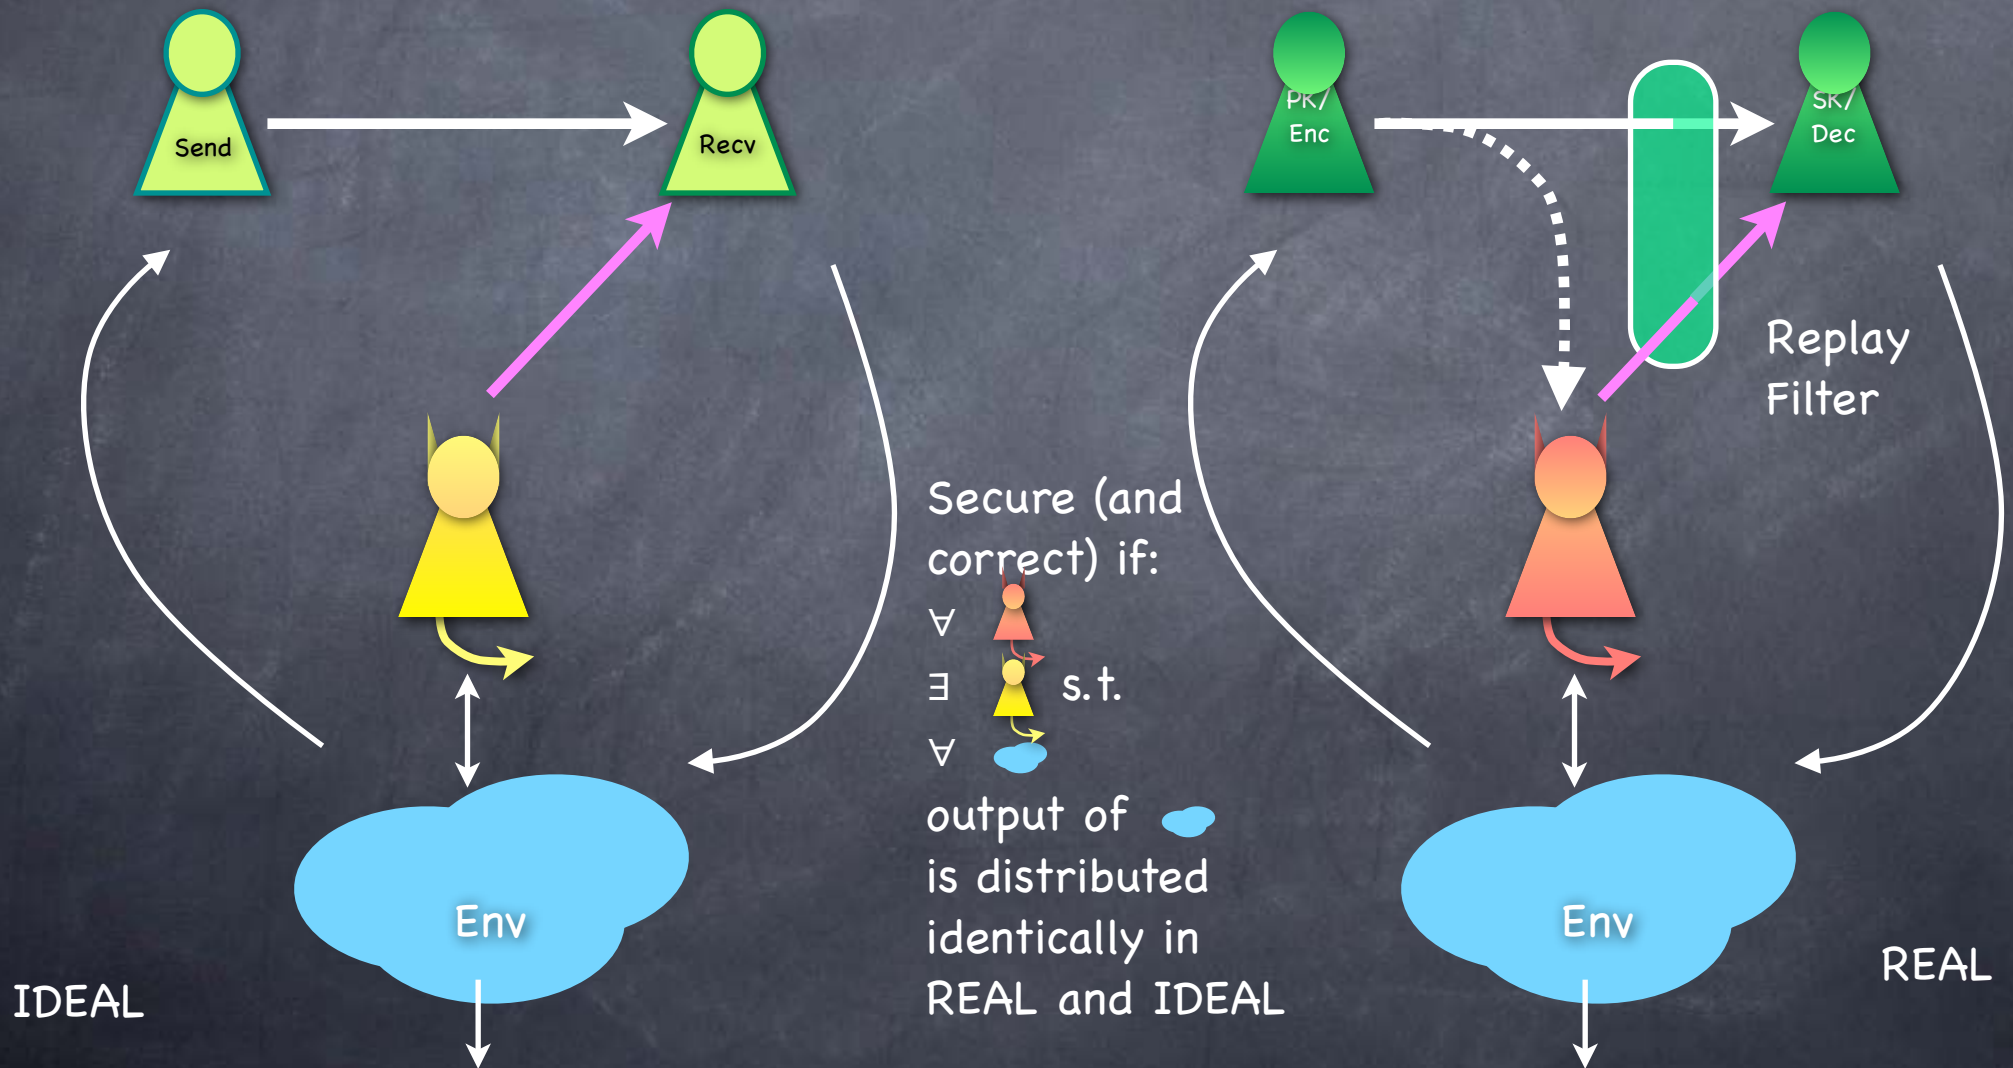 Send
Recv
PK/
Enc
SK/
Dec
Replay
Filter
Secure (and
correct) if:
∀
∃ s.t.
∀
output of
is distributed
identically in
REAL and IDEAL
Env
Env
IDEAL
REAL